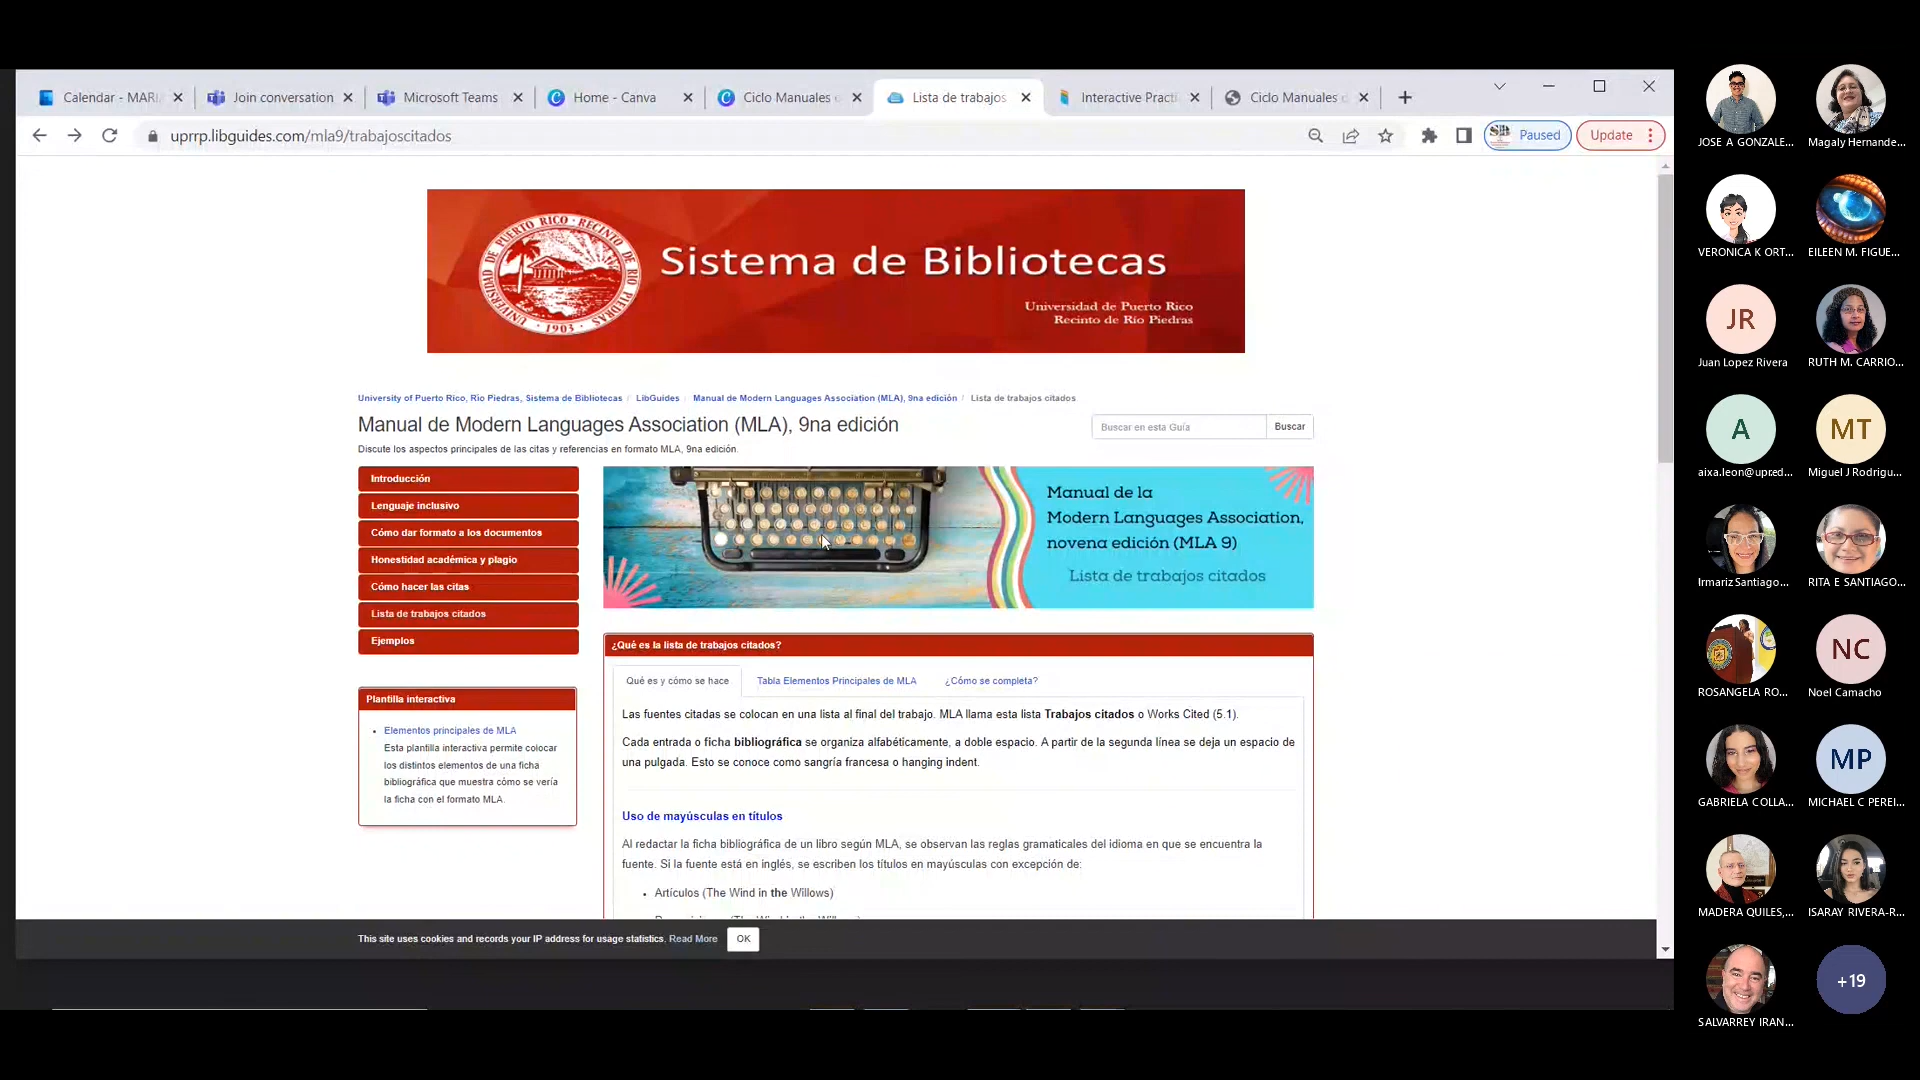 Calendar - MARI
Join conversation
Microsoft Teams
Home - Canva
Ciclo Manuales
Lista de trabajos
Interactive Practi
Ciclo Manuales
uprrp.libguides.com/mla9/trabajoscitados
Paused
Update
UNIVERSIDAD DE PUERTO RICO · RECINTO DE RÍO PIEDRAS
1903
Sistema de Bibliotecas
Universidad de Puerto Rico
Recinto de Río Piedras
University of Puerto Rico, Río Piedras, Sistema de Bibliotecas / LibGuides / Manual de Modern Languages Association (MLA), 9na edición / Lista de trabajos citados
Manual de Modern Languages Association (MLA), 9na edición
Buscar en esta Guía
Buscar
Discute los aspectos principales de las citas y referencias en formato MLA, 9na edición.
Introducción
Lenguaje inclusivo
Cómo dar formato a los documentos
Honestidad académica y plagio
Cómo hacer las citas
Lista de trabajos citados
Ejemplos
Plantilla interactiva
• Elementos principales de MLA
Esta plantilla interactiva permite colocar
los distintos elementos de una ficha
bibliográfica que muestra cómo se vería
la ficha con el formato MLA.
Manual de la
Modern Languages Association,
novena edición (MLA 9)
Lista de trabajos citados
¿Qué es la lista de trabajos citados?
Qué es y cómo se hace
Tabla Elementos Principales de MLA
¿Cómo se completa?
Las fuentes citadas se colocan en una lista al final del trabajo. MLA llama esta lista Trabajos citados o Works Cited (5.1).
Cada entrada o ficha bibliográfica se organiza alfabéticamente, a doble espacio. A partir de la segunda línea se deja un espacio de
una pulgada. Esto se conoce como sangría francesa o hanging indent.
Uso de mayúsculas en títulos
Al redactar la ficha bibliográfica de un libro según MLA, se observan las reglas gramaticales del idioma en que se encuentra la
fuente. Si la fuente está en inglés, se escriben los títulos en mayúsculas con excepción de:
• Artículos (The Wind in the Willows)
This site uses cookies and records your IP address for usage statistics. Read More
OK
JOSE A GONZALE...
Magaly Hernande...
VERONICA K ORT...
EILEEN M. FIGUE...
JR
Juan Lopez Rivera
RUTH M. CARRIO...
A
aixa.leon@upr.ed...
MT
Miguel J Rodrigu...
Irmariz Santiago...
RITA E SANTIAGO...
ROSANGELA RO...
NC
Noel Camacho
GABRIELA COLLA...
MP
MICHAEL C PEREI...
MADERA QUILES,...
ISARAY RIVERA-R...
SALVARREY IRAN...
+19